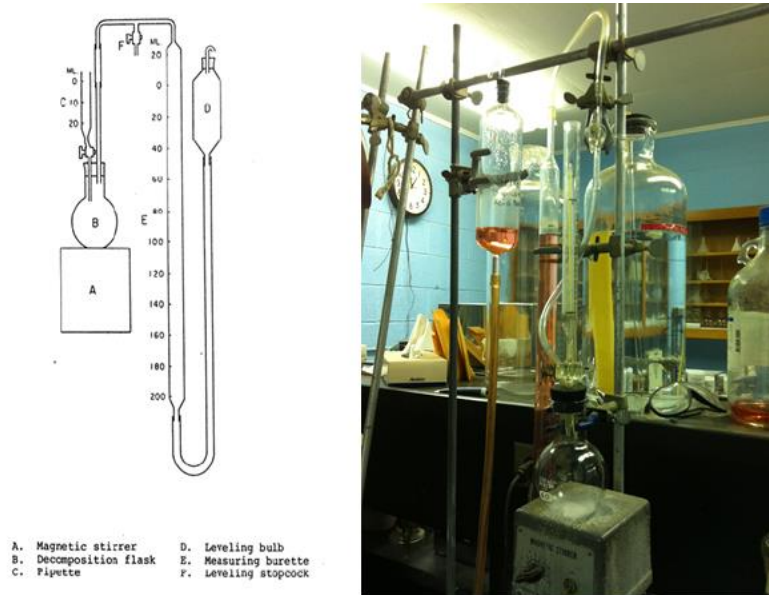 ML
20
0
20
40
60
80
100
120
140
160
180
200
ML
0
C 10
20
F
D
B
E
A
A. Magnetic stirrer
B. Decomposition flask
C. Pipette
D. Leveling bulb
E. Measuring burette
F. Leveling stopcock
MAGNETIC STIRRER